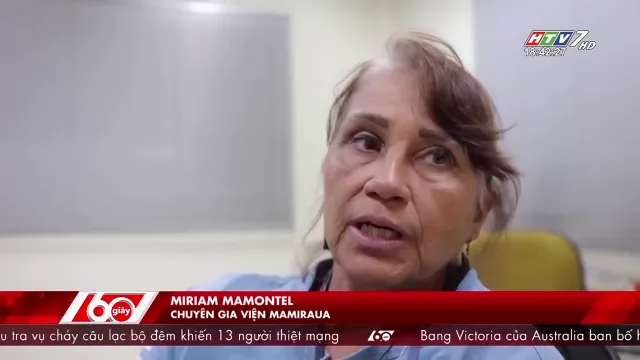 HTV7 HD
18:42:27
60 giây
MIRIAM MAMONTEL
CHUYÊN GIA VIỆN MAMIRAUA
u tra vụ cháy câu lạc bộ đêm khiến 13 người thiệt mạng 60 Bang Victoria của Australia ban bố h